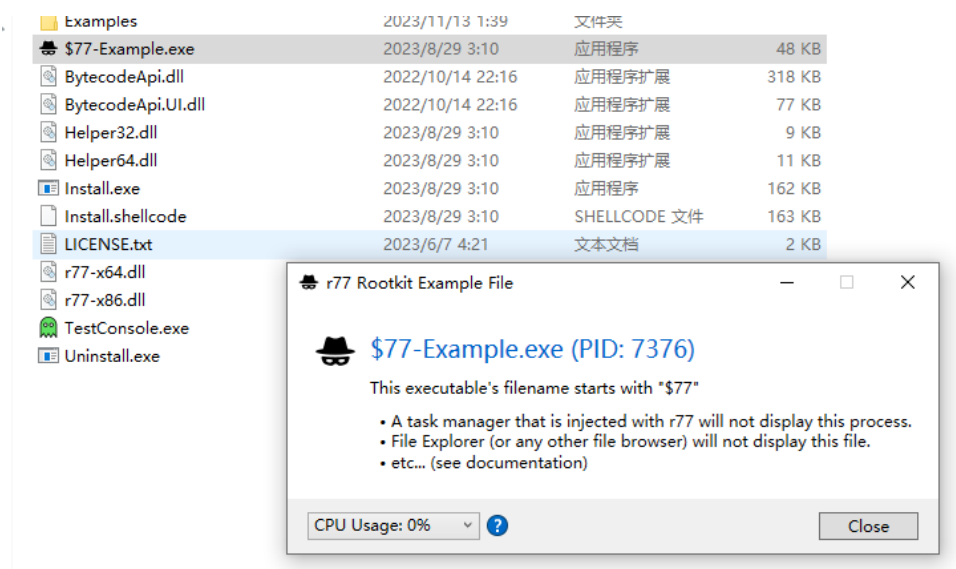 Examples 2023/11/13 1:39 文件夹
$77-Example.exe 2023/8/29 3:10 应用程序 48 KB
BytecodeApi.dll 2022/10/14 22:16 应用程序扩展 318 KB
BytecodeApi.UI.dll 2022/10/14 22:16 应用程序扩展 77 KB
Helper32.dll 2023/8/29 3:10 应用程序扩展 9 KB
Helper64.dll 2023/8/29 3:10 应用程序扩展 11 KB
Install.exe 2023/8/29 3:10 应用程序 162 KB
Install.shellcode 2023/8/29 3:10 SHELLCODE 文件 163 KB
LICENSE.txt 2023/6/7 4:21 文本文档 2 KB
r77-x64.dll
r77-x86.dll
TestConsole.exe
Uninstall.exe
r77 Rootkit Example File
$77-Example.exe (PID: 7376)
This executable's filename starts with "$77"
• A task manager that is injected with r77 will not display this process.
• File Explorer (or any other file browser) will not display this file.
• etc... (see documentation)
CPU Usage: 0% ? Close